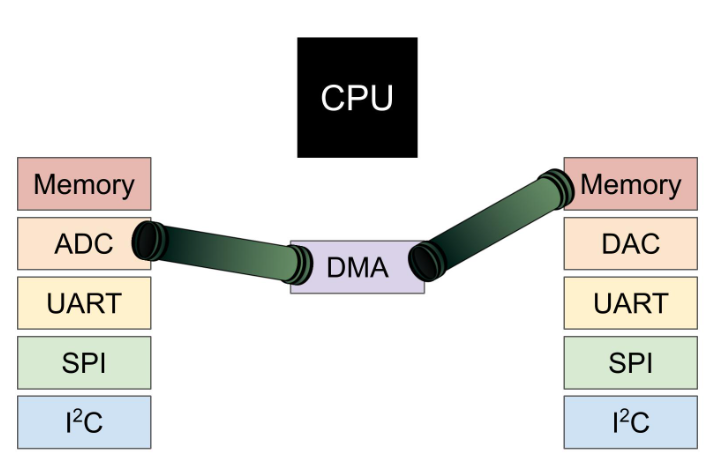 CPU
Memory
ADC
UART
SPI
I²C
DMA
Memory
DAC
UART
SPI
I²C